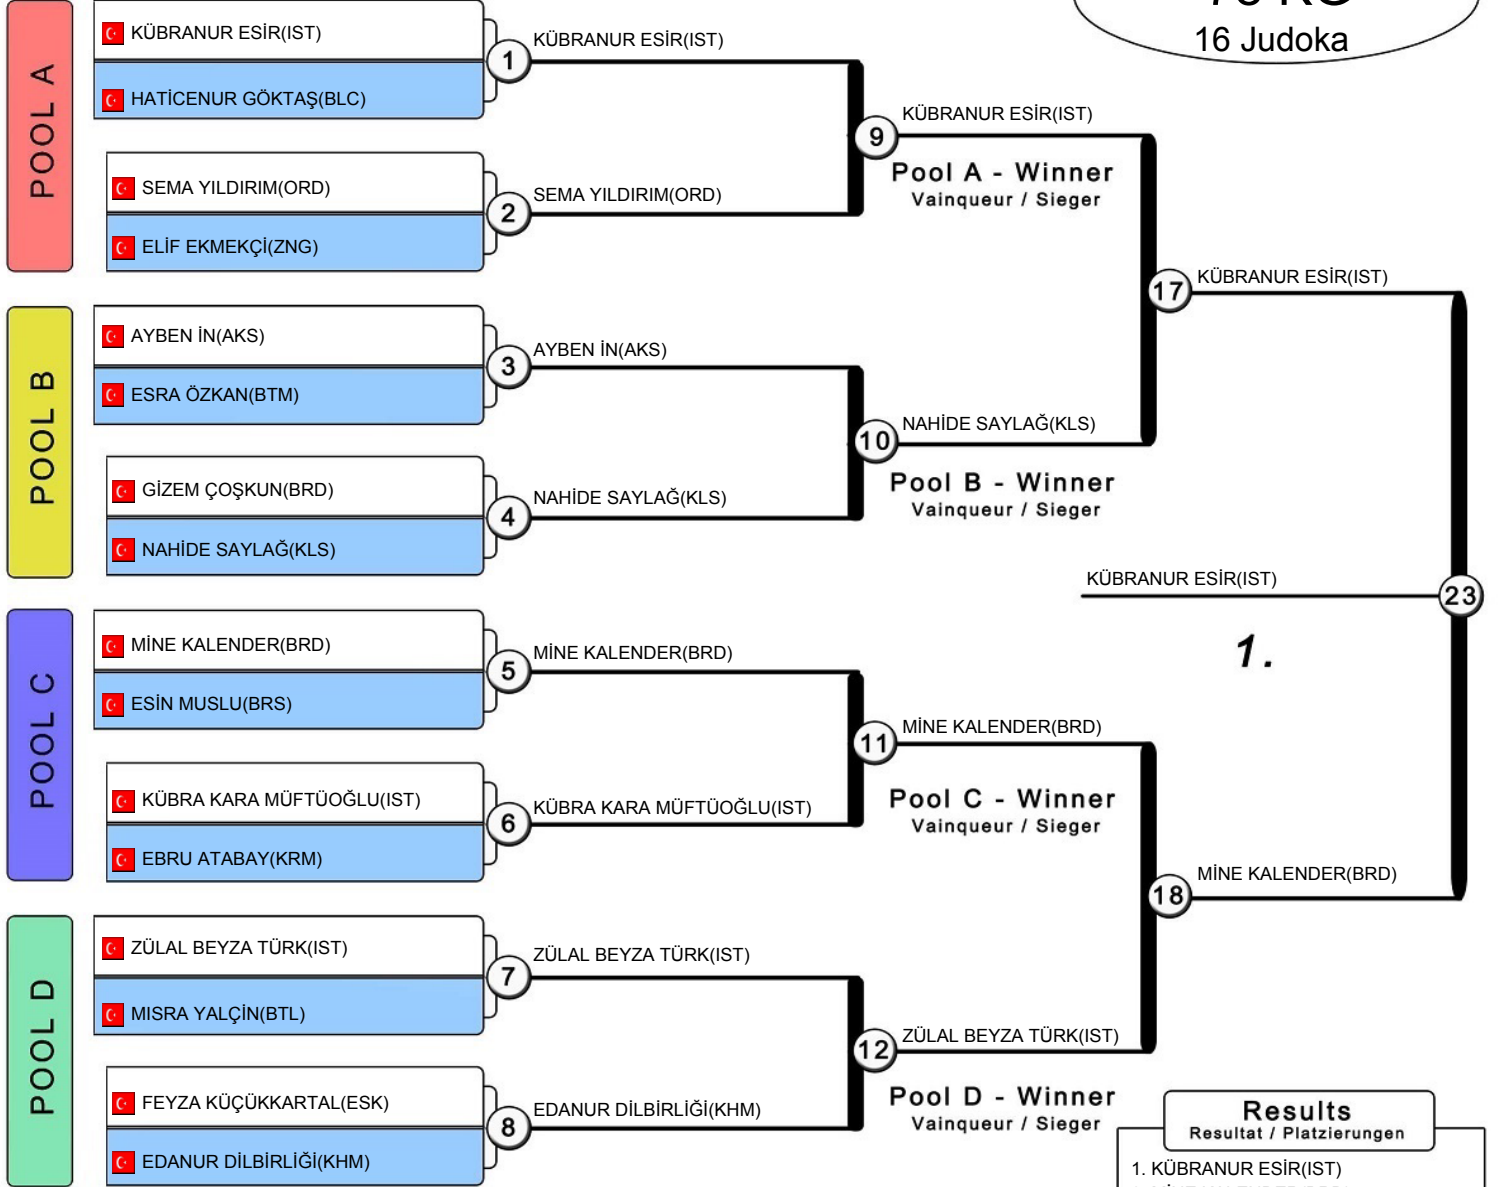 16 Judoka
POOL A
KÜBRANUR ESİR(IST)
HATİCENUR GÖKTAŞ(BLC)
1
KÜBRANUR ESİR(IST)
SEMA YILDIRIM(ORD)
ELİF EKMEKÇİ(ZNG)
2
SEMA YILDIRIM(ORD)
9
KÜBRANUR ESİR(IST)
Pool A - Winner
Vainqueur / Sieger
POOL B
AYBEN İN(AKS)
ESRA ÖZKAN(BTM)
3
AYBEN İN(AKS)
GİZEM ÇOŞKUN(BRD)
NAHİDE SAYLAĞ(KLS)
4
NAHİDE SAYLAĞ(KLS)
10
NAHİDE SAYLAĞ(KLS)
Pool B - Winner
Vainqueur / Sieger
17
KÜBRANUR ESİR(IST)
KÜBRANUR ESİR(IST)
23
1.
POOL C
MİNE KALENDER(BRD)
ESİN MUSLU(BRS)
5
MİNE KALENDER(BRD)
KÜBRA KARA MÜFTÜOĞLU(IST)
EBRU ATABAY(KRM)
6
KÜBRA KARA MÜFTÜOĞLU(IST)
11
MİNE KALENDER(BRD)
Pool C - Winner
Vainqueur / Sieger
18
MİNE KALENDER(BRD)
POOL D
ZÜLAL BEYZA TÜRK(IST)
MISRA YALÇİN(BTL)
7
ZÜLAL BEYZA TÜRK(IST)
FEYZA KÜÇÜKKARTAL(ESK)
EDANUR DİLBİRLİĞİ(KHM)
8
EDANUR DİLBİRLİĞİ(KHM)
12
ZÜLAL BEYZA TÜRK(IST)
Pool D - Winner
Vainqueur / Sieger
Results
Resultat / Platzierungen
1. KÜBRANUR ESİR(IST)